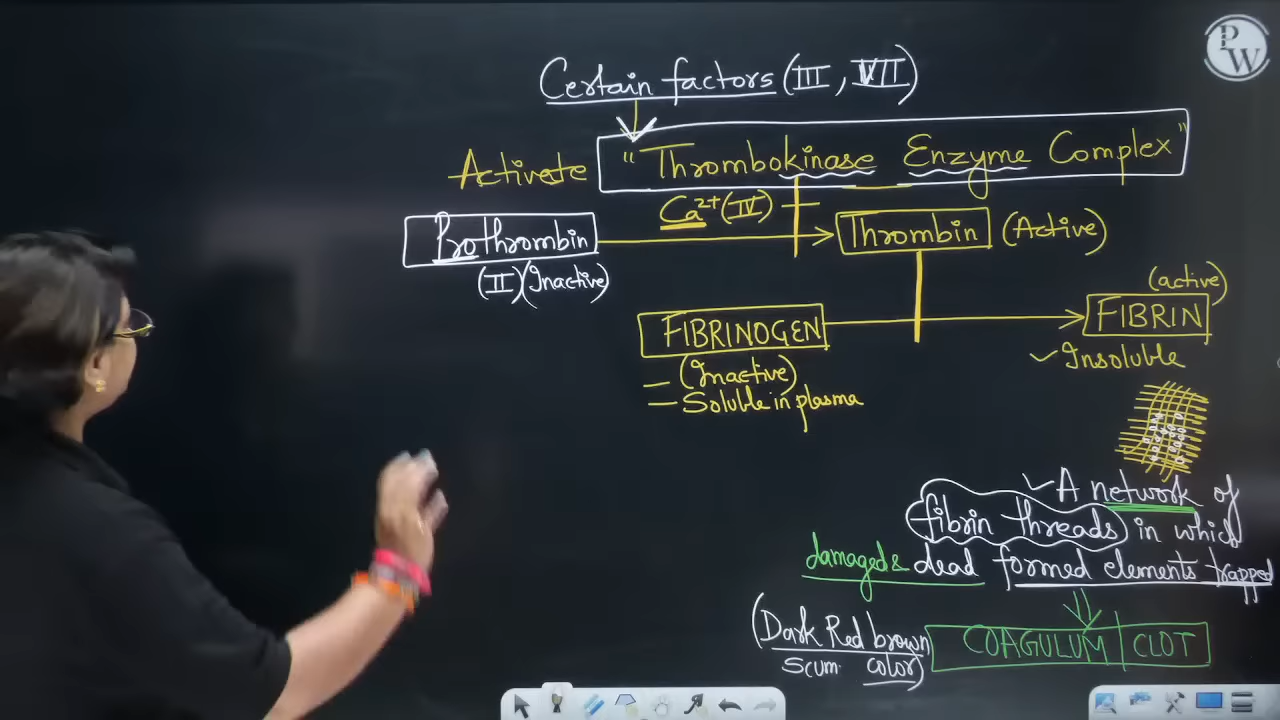 Certain factors (III, VII)
Activate "Thrombokinase Enzyme Complex"
Ca²⁺ (IV)
Prothrombin
Thrombin (Active)
(II) (Inactive)
(active)
FIBRINOGEN
FIBRIN
Insoluble
(Inactive)
Soluble in plasma
A network of
fibrin threads in which
damaged & dead formed elements trapped
(Dark Red brown
COAGULUM CLOT
scum color)
PW